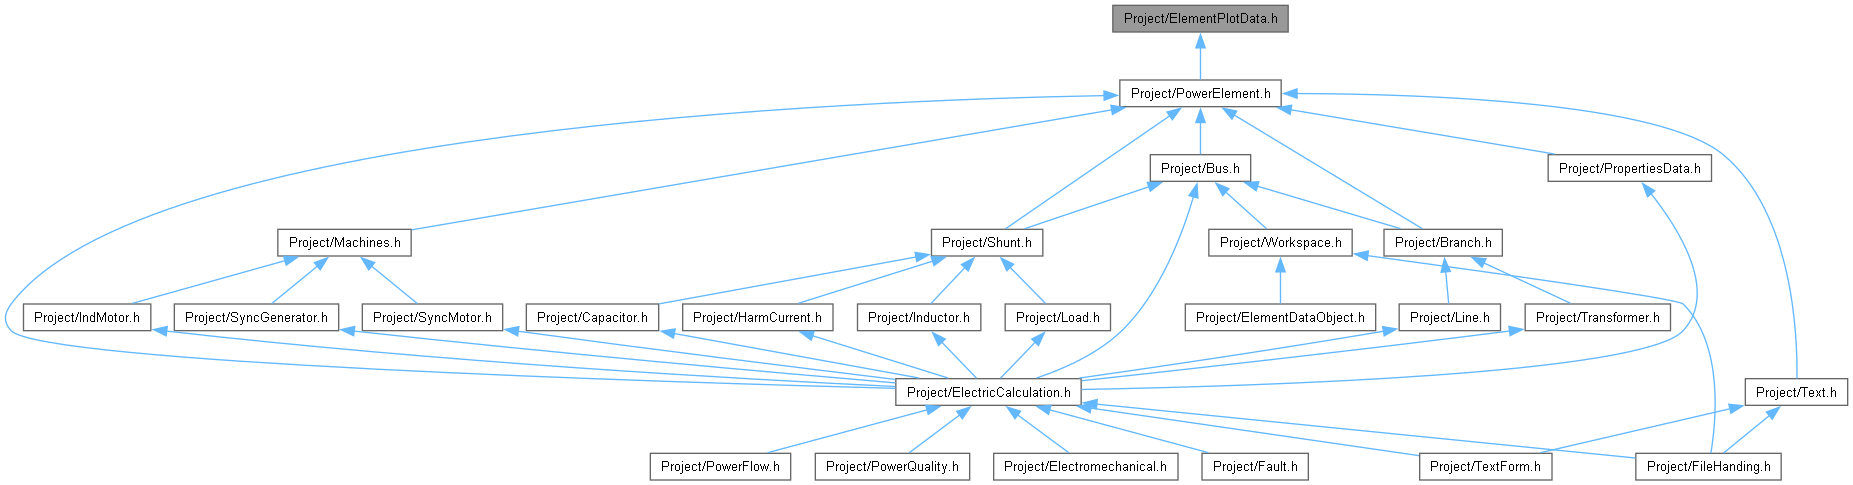 Project/ElementPlotData.h
Project/PowerElement.h
Project/Bus.h
Project/PropertiesData.h
Project/Machines.h
Project/Shunt.h
Project/Workspace.h
Project/Branch.h
Project/IndMotor.h
Project/SyncGenerator.h
Project/SyncMotor.h
Project/Capacitor.h
Project/HarmCurrent.h
Project/Inductor.h
Project/Load.h
Project/ElementDataObject.h
Project/Line.h
Project/Transformer.h
Project/ElectricCalculation.h
Project/Text.h
Project/PowerFlow.h
Project/PowerQuality.h
Project/Electromechanical.h
Project/Fault.h
Project/TextForm.h
Project/FileHanding.h